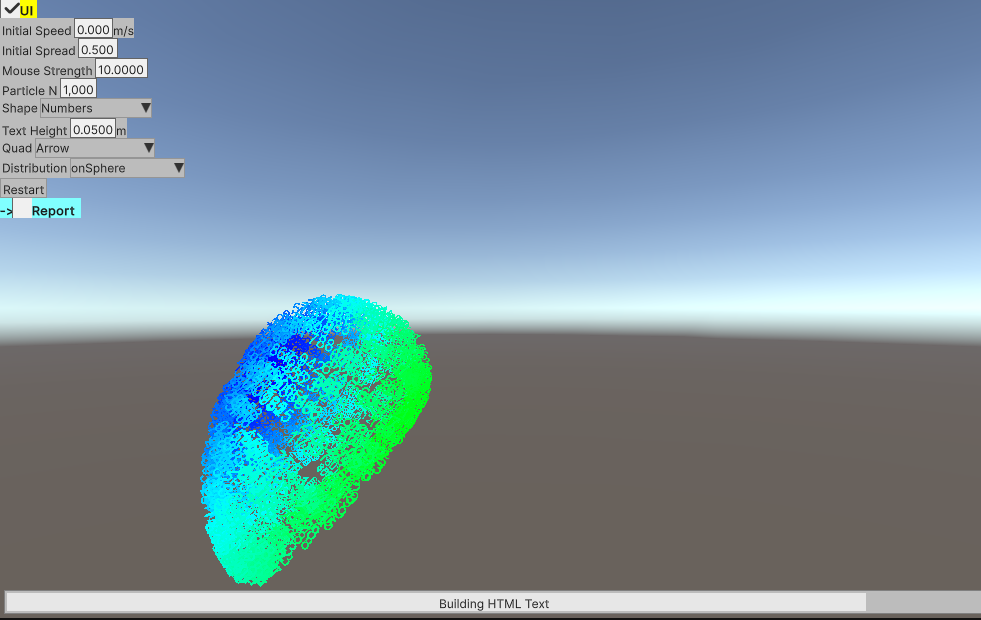 UI
Initial Speed 0.000 m/s
Initial Spread 0.500
Mouse Strength 10.0000
Particle N 1,000
Shape Numbers
Text Height 0.0500 m
Quad Arrow
Distribution onSphere
Restart
-> Report
Building HTML Text